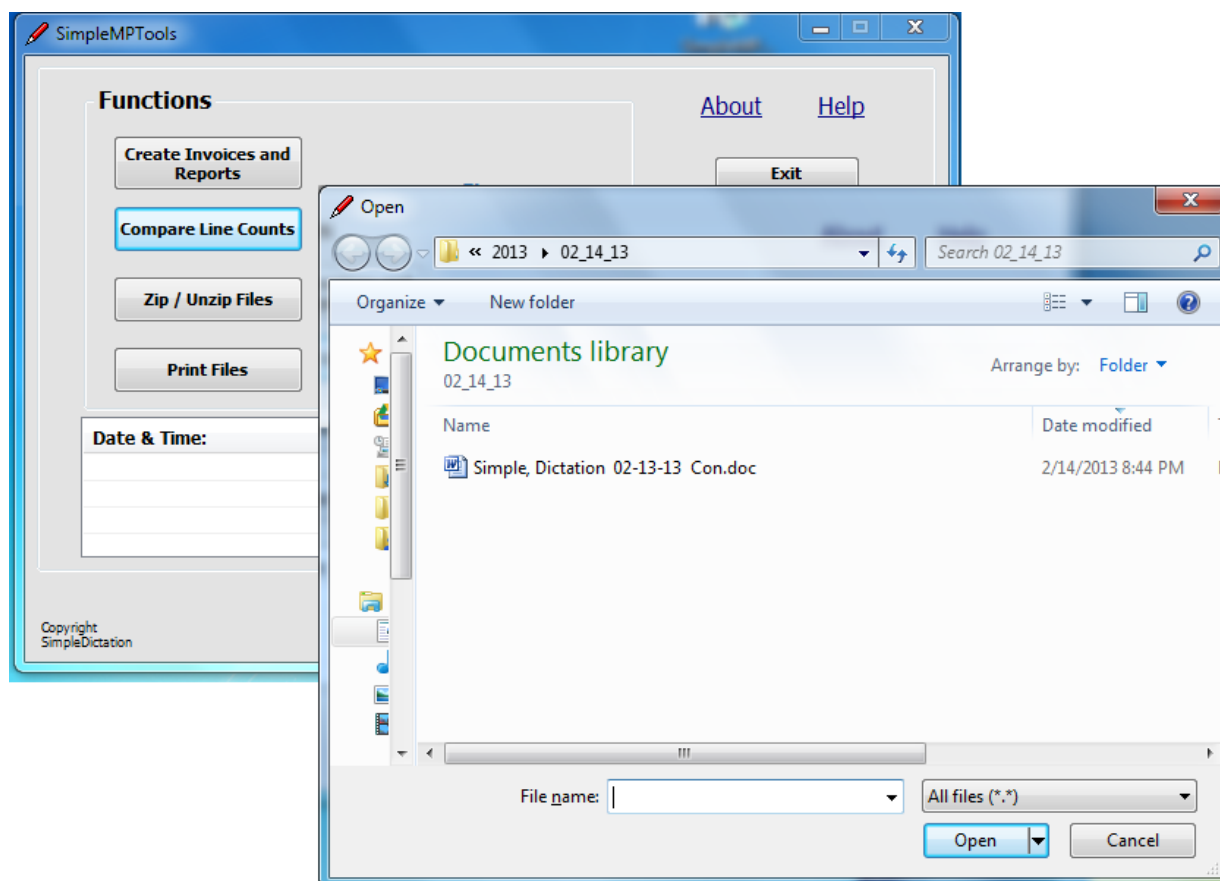 SimpleMPTools
Functions
About Help
Create Invoices and
Reports
Exit
Compare Line Counts
Zip / Unzip Files
Print Files
Date & Time:
Copyright
SimpleDictation
Open
« 2013 02_14_13
Search 02_14_13
Organize New folder
Documents library
02_14_13
Arrange by: Folder
Name Date modified
Simple, Dictation 02-13-13 Con.doc 2/14/2013 8:44 PM
File name: All files (*.*)
Open Cancel